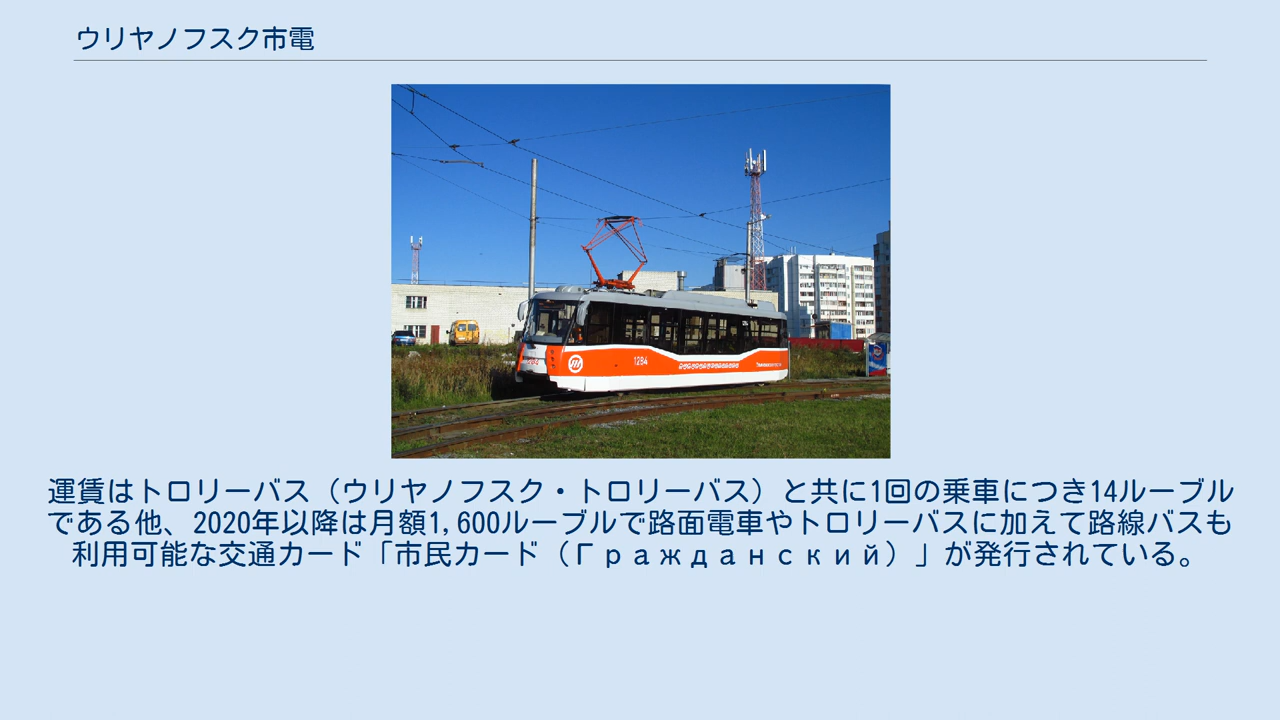 ウリヤノフスク市電
1284
運賃はトロリーバス（ウリヤノフスク・トロリーバス）と共に1回の乗車につき14ルーブル
である他、2020年以降は月額1,600ルーブルで路面電車やトロリーバスに加えて路線バスも
利用可能な交通カード「市民カード（Гражданский）」が発行されている。